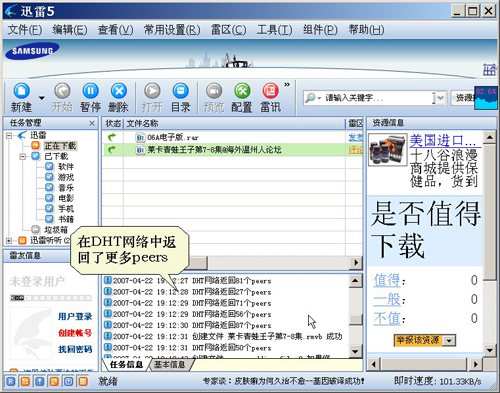 迅雷5
文件(F) 编辑(E) 查看(V) 常用设置(R) 雷区(C) 工具(I) 组件(P) 帮助(H)
SAMSUNG
新建 开始 暂停 删除 打开 目录 预览 配置 雷讯
请输入关键字... 资源
62.6%
任务管理
迅雷
正在下载
已下载
软件
游戏
音乐
电影
手机
书籍
垃圾箱
迅雷听听 (2)
雷友信息
未登录用户
用户登录
创建帐号
找回密码
状态 文件名称 雷区
06A电子版.rar 发表
莱卡青蛙王子第7-8集@海外温州人论坛 评论
在DHT网络中返
回了更多peers
2007-04-22 19:12:27 DHT网络返回81个peers
2007-04-22 19:12:28 DHT网络返回27个peers
2007-04-22 19:12:29 DHT网络返回71个peers
2007-04-22 19:12:29 DHT网络返回56个peers
2007-04-22 19:12:30 DHT网络返回67个peers
2007-04-22 19:12:31 创建文件 莱卡青蛙王子第7-8集.rmvb 成功
2007-04-22 19:12:31 DHT网络返回87个peers
任务信息 基本信息
资源信息
美国进口...
十八谷浪漫
商城提供保
健品，货到
是否值得
下载
值得： 0
一般： 0
不值： 0
举报该资源
就绪
专家谈：皮肤癣为何久治不愈--基因破译成功!
即时速度: 101.33KB/s